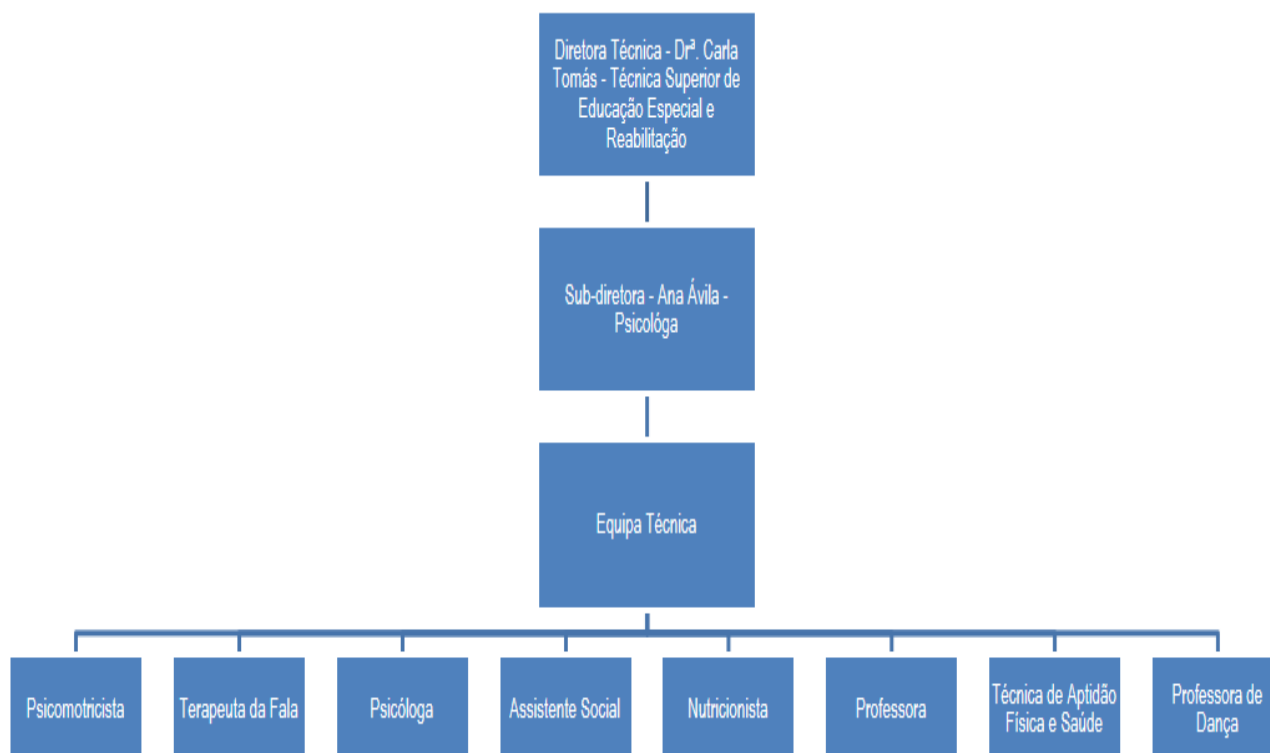 Diretora Técnica - Drª. Carla
Tomás - Técnica Superior de
Educação Especial e
Reabilitação
Sub-diretora - Ana Ávila -
Psicológa
Equipa Técnica
Psicomotricista
Terapeuta da Fala
Psicóloga
Assistente Social
Nutricionista
Professora
Técnica de Aptidão
Física e Saúde
Professora de
Dança